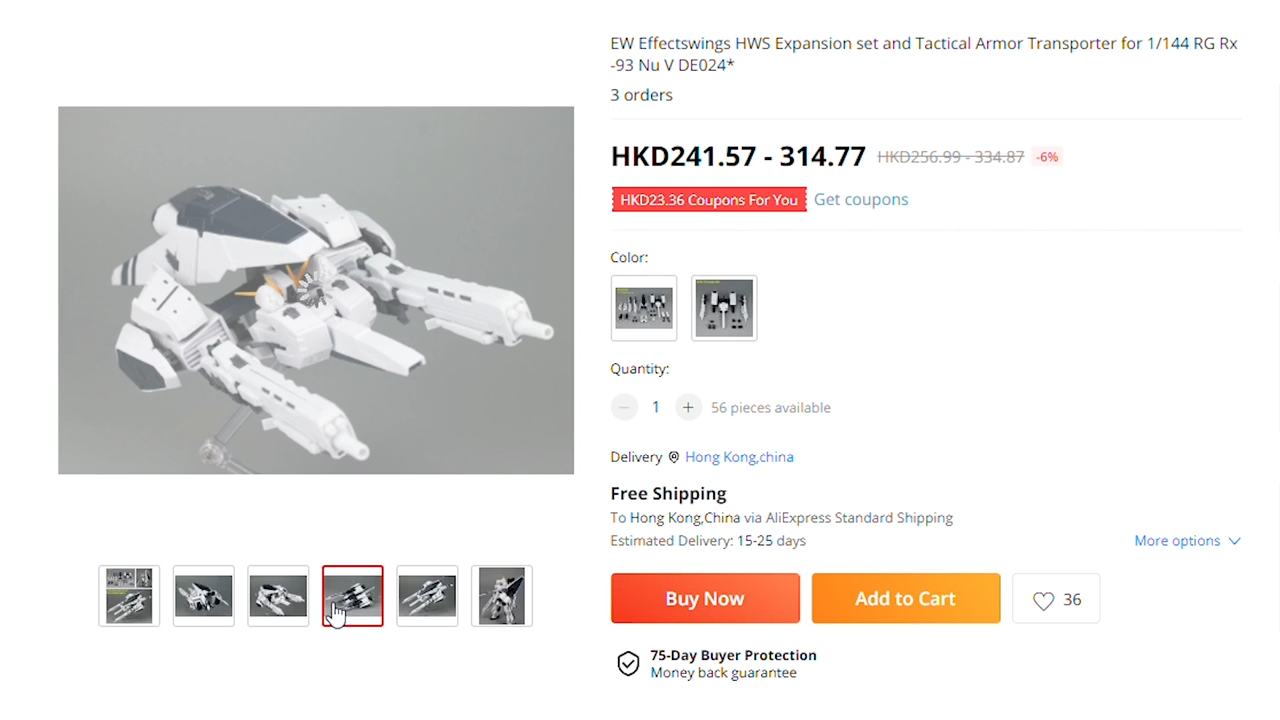 EW Effectswings HWS Expansion set and Tactical Armor Transporter for 1/144 RG Rx
-93 Nu V DE024*
3 orders
HKD241.57 - 314.77 HKD256.99 - 334.87 -6%
HKD23.36 Coupons For You Get coupons
Color:
Quantity:
1 56 pieces available
Delivery Hong Kong,china
Free Shipping
To Hong Kong,China via AliExpress Standard Shipping
Estimated Delivery: 15-25 days More options
Buy Now Add to Cart 36
75-Day Buyer Protection
Money back guarantee